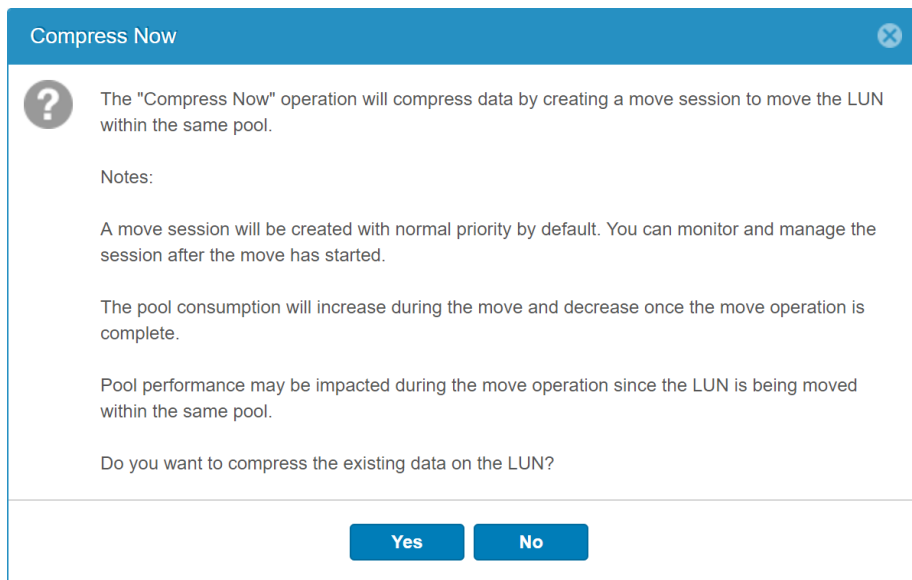 Compress Now
The "Compress Now" operation will compress data by creating a move session to move the LUN
within the same pool.
Notes:
A move session will be created with normal priority by default. You can monitor and manage the
session after the move has started.
The pool consumption will increase during the move and decrease once the move operation is
complete.
Pool performance may be impacted during the move operation since the LUN is being moved
within the same pool.
Do you want to compress the existing data on the LUN?
Yes No